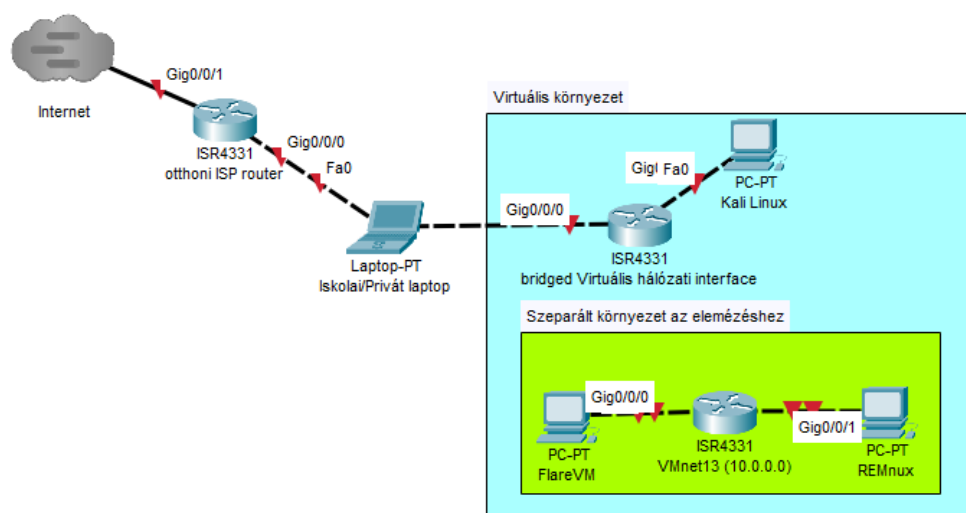 Gig0/0/1
Internet
ISR4331
otthoni ISP router
Gig0/0/0
Fa0
Laptop-PT
Iskolai/Privát laptop
Virtuális környezet
Gig0/0/0
Fa0
PC-PT
Kali Linux
ISR4331
bridged Virtuális hálózati interface
Szeparált környezet az elemézéshez
Gig0/0/0
PC-PT
FlareVM
ISR4331
VMnet13 (10.0.0.0)
Gig0/0/1
PC-PT
REMnux